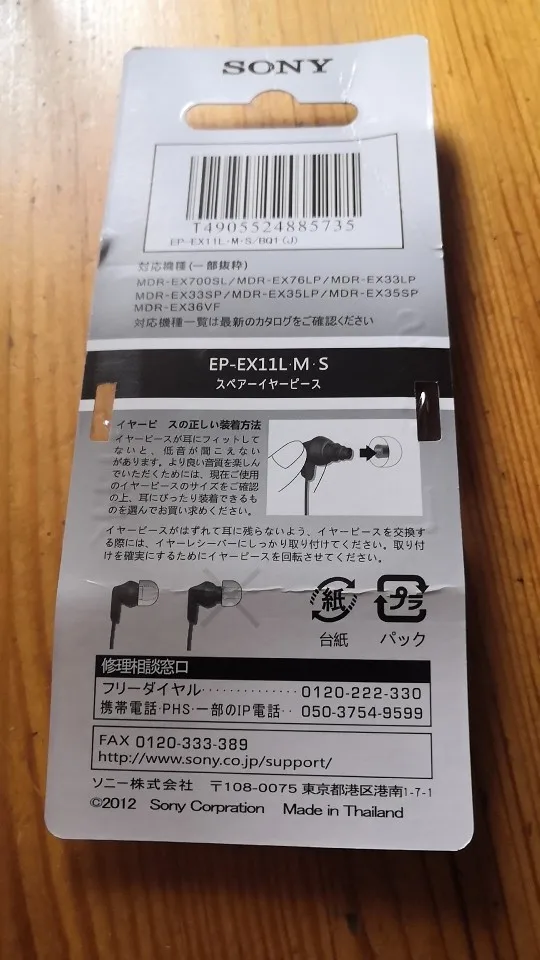 SONY
T4905524885735
EP-EX11L·M·S/BQ1(J)
対応機種(一部抜粋)
MDR-EX700SL/MDR-EX76LP/MDR-EX33LP
MDR-EX33SP/MDR-EX35LP/MDR-EX35SP
MDR-EX36VF
対応機種一覧は最新のカタログをご確認ください
EP-EX11L·M·S
スペアーイヤーピース
イヤーピ スの正しい装着方法
イヤーピースが耳にフィットして
ないと、低音が聞こえない
があります。より良い音質を楽しん
でいただくためには、現在ご使用
のイヤーピースのサイズをご確認
の上、耳にぴったり装着できるも
のを選んでお買い求めください。
イヤーピースがはずれて耳に残らないよう、イヤーピースを交換す
る際には、イヤーレシーバーにしっかり取り付けてください。取り付
けを確実にするためにイヤーピースを回転させてください。
紙
台紙
プラ
パック
修理相談窓口
フリーダイヤル··············0120-222-330
携帯電話·PHS·一部のIP電話··050-3754-9599
FAX 0120-333-389
http://www.sony.co.jp/support/
ソニー株式会社 〒108-0075 東京都港区港南1-7-1
©2012 Sony Corpration Made in Thailand